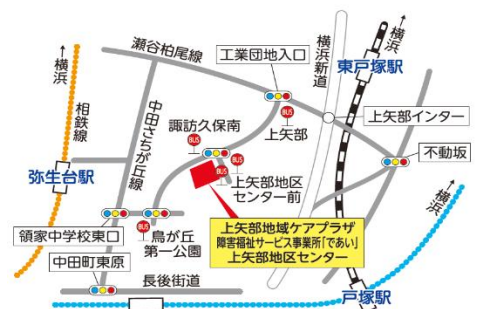 →横浜
相鉄線
弥生台駅
瀬谷柏尾線
中田さちが丘線
工業団地入口
BUS
上矢部
諏訪久保南
BUS
BUS
BUS
上矢部地区
センター前
横浜新道
東戸塚駅
→横浜
上矢部インター
不動坂
領家中学校東口
BUS
鳥が丘
第一公園
上矢部地域ケアプラザ
障害福祉サービス事業所「であい」
上矢部地区センター
中田町東原
長後街道
戸塚駅
横浜→